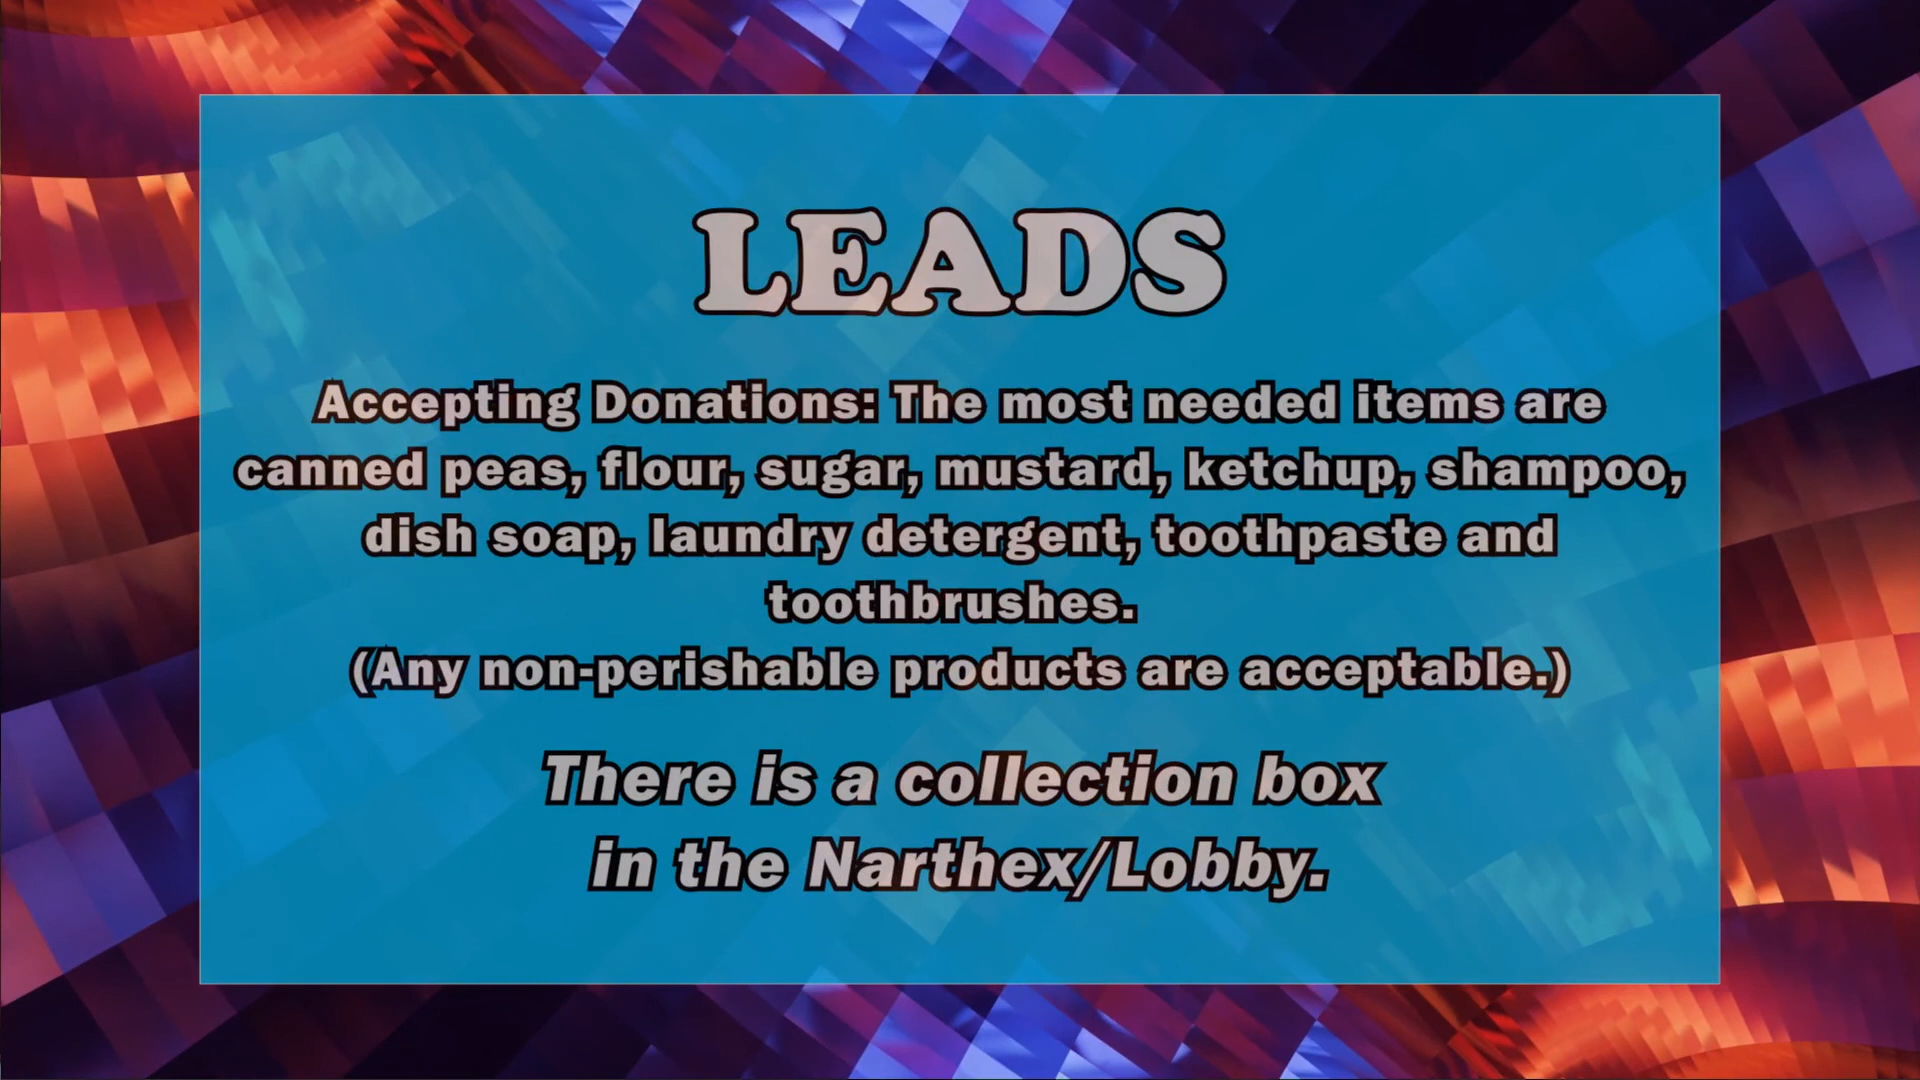 LEADS
Accepting Donations: The most needed items are
canned peas, flour, sugar, mustard, ketchup, shampoo,
dish soap, laundry detergent, toothpaste and
toothbrushes.
(Any non-perishable products are acceptable.)
There is a collection box
in the Narthex/Lobby.